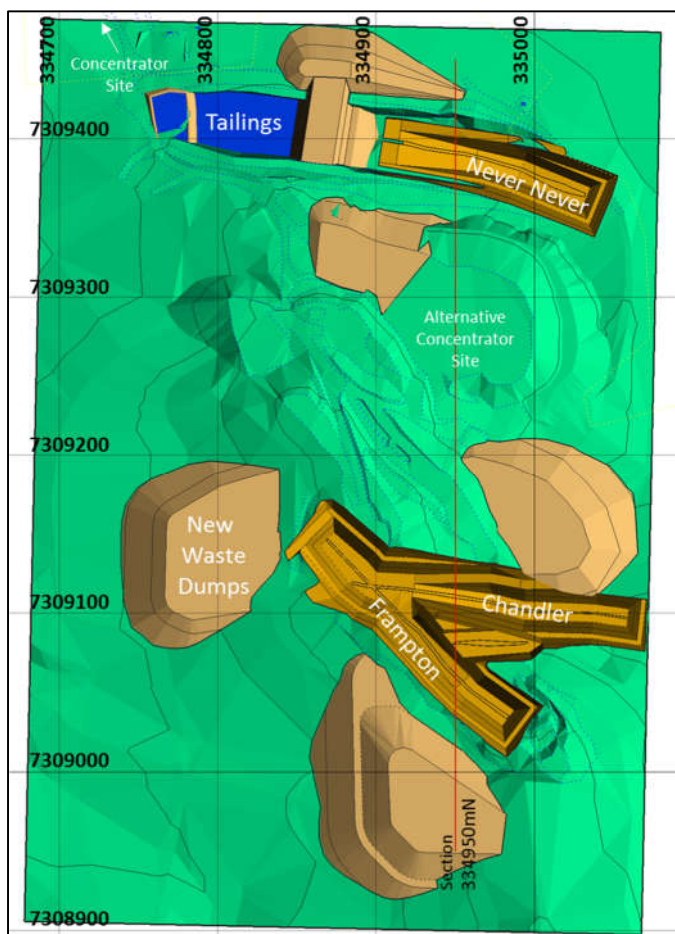 334700
334800
334900
335000
Concentrator
Site
Tailings
7309400
Never Never
7309300
Alternative
Concentrator
Site
7309200
New
Waste
Dumps
7309100
Chandler
Frampton
7309000
Section
334950mN
7308900